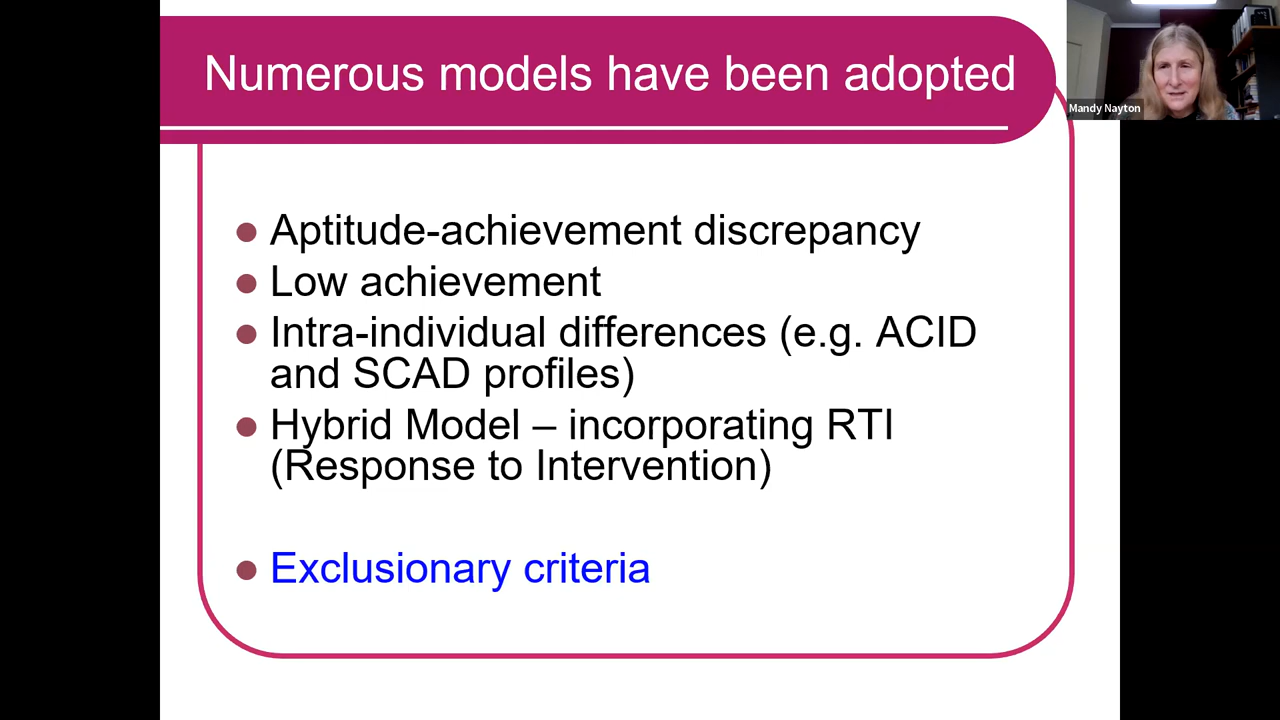 Numerous models have been adopted
Mandy Nayton
Aptitude-achievement discrepancy
Low achievement
Intra-individual differences (e.g. ACID
and SCAD profiles)
Hybrid Model – incorporating RTI
(Response to Intervention)
Exclusionary criteria